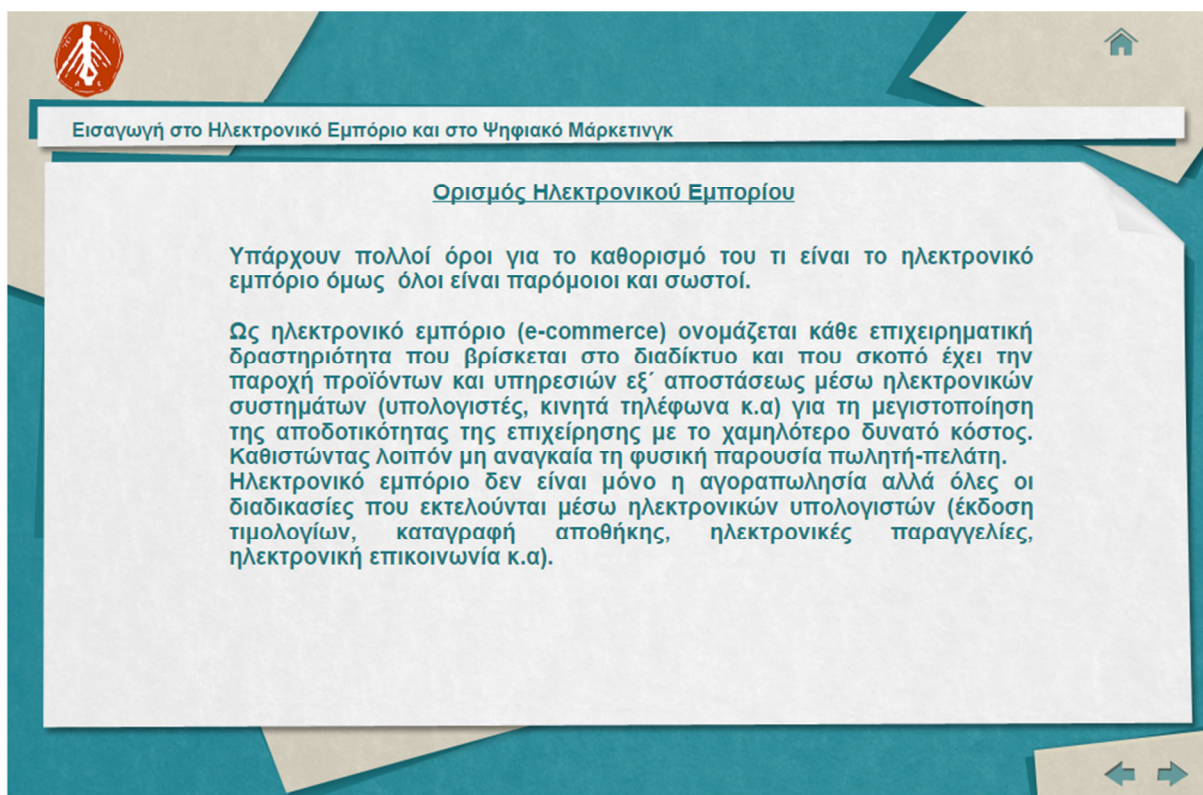 Εισαγωγή στο Ηλεκτρονικό Εμπόριο και στο Ψηφιακό Μάρκετινγκ
Ορισμός Ηλεκτρονικού Εμπορίου
Υπάρχουν πολλοί όροι για το καθορισμό του τι είναι το ηλεκτρονικό
εμπόριο όμως όλοι είναι παρόμοιοι και σωστοί.
Ως ηλεκτρονικό εμπόριο (e-commerce) ονομάζεται κάθε επιχειρηματική
δραστηριότητα που βρίσκεται στο διαδίκτυο και που σκοπό έχει την
παροχή προϊόντων και υπηρεσιών εξ΄ αποστάσεως μέσω ηλεκτρονικών
συστημάτων (υπολογιστές, κινητά τηλέφωνα κ.α) για τη μεγιστοποίηση
της αποδοτικότητας της επιχείρησης με το χαμηλότερο δυνατό κόστος.
Καθιστώντας λοιπόν μη αναγκαία τη φυσική παρουσία πωλητή-πελάτη.
Ηλεκτρονικό εμπόριο δεν είναι μόνο η αγοραπωλησία αλλά όλες οι
διαδικασίες που εκτελούνται μέσω ηλεκτρονικών υπολογιστών (έκδοση
τιμολογίων, καταγραφή αποθήκης, ηλεκτρονικές παραγγελίες,
ηλεκτρονική επικοινωνία κ.α).